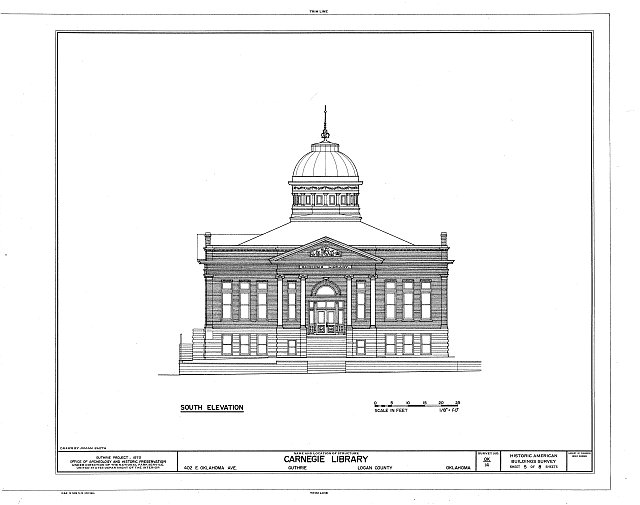 TRIM LINE
SOUTH ELEVATION
0 5 10 15 20 25
SCALE IN FEET 1/8"=1'-0"
DRAWN BY:
GUTHRIE PROJECT, 1973
OFFICE OF ARCHEOLOGY AND HISTORIC PRESERVATION
UNDER DIRECTION OF THE NATIONAL PARK SERVICE,
UNITED STATES DEPARTMENT OF THE INTERIOR
NAME AND LOCATION OF STRUCTURE
CARNEGIE LIBRARY
402 E. OKLAHOMA AVE. GUTHRIE LOGAN COUNTY OKLAHOMA
SURVEY NO.
OK
14
HISTORIC AMERICAN
BUILDINGS SURVEY
SHEET 5 OF 8 SHEETS
TRIM LINE